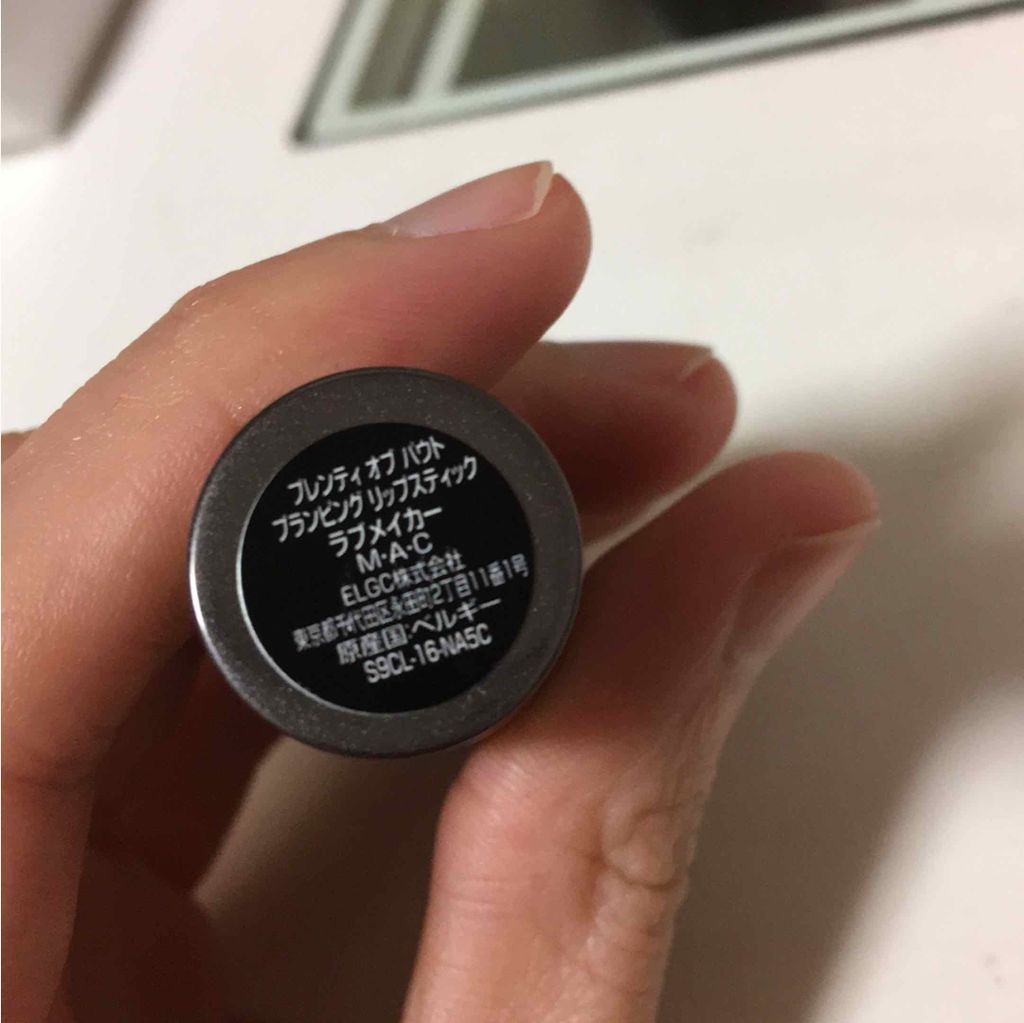 プレンティ オブ パウト
プランピング リップスティック
ラブメイカー
M·A·C
ELGC株式会社
東京都千代田区永田町2丁目11番1号
原産国:ベルギー
S9CL-16-NA5C